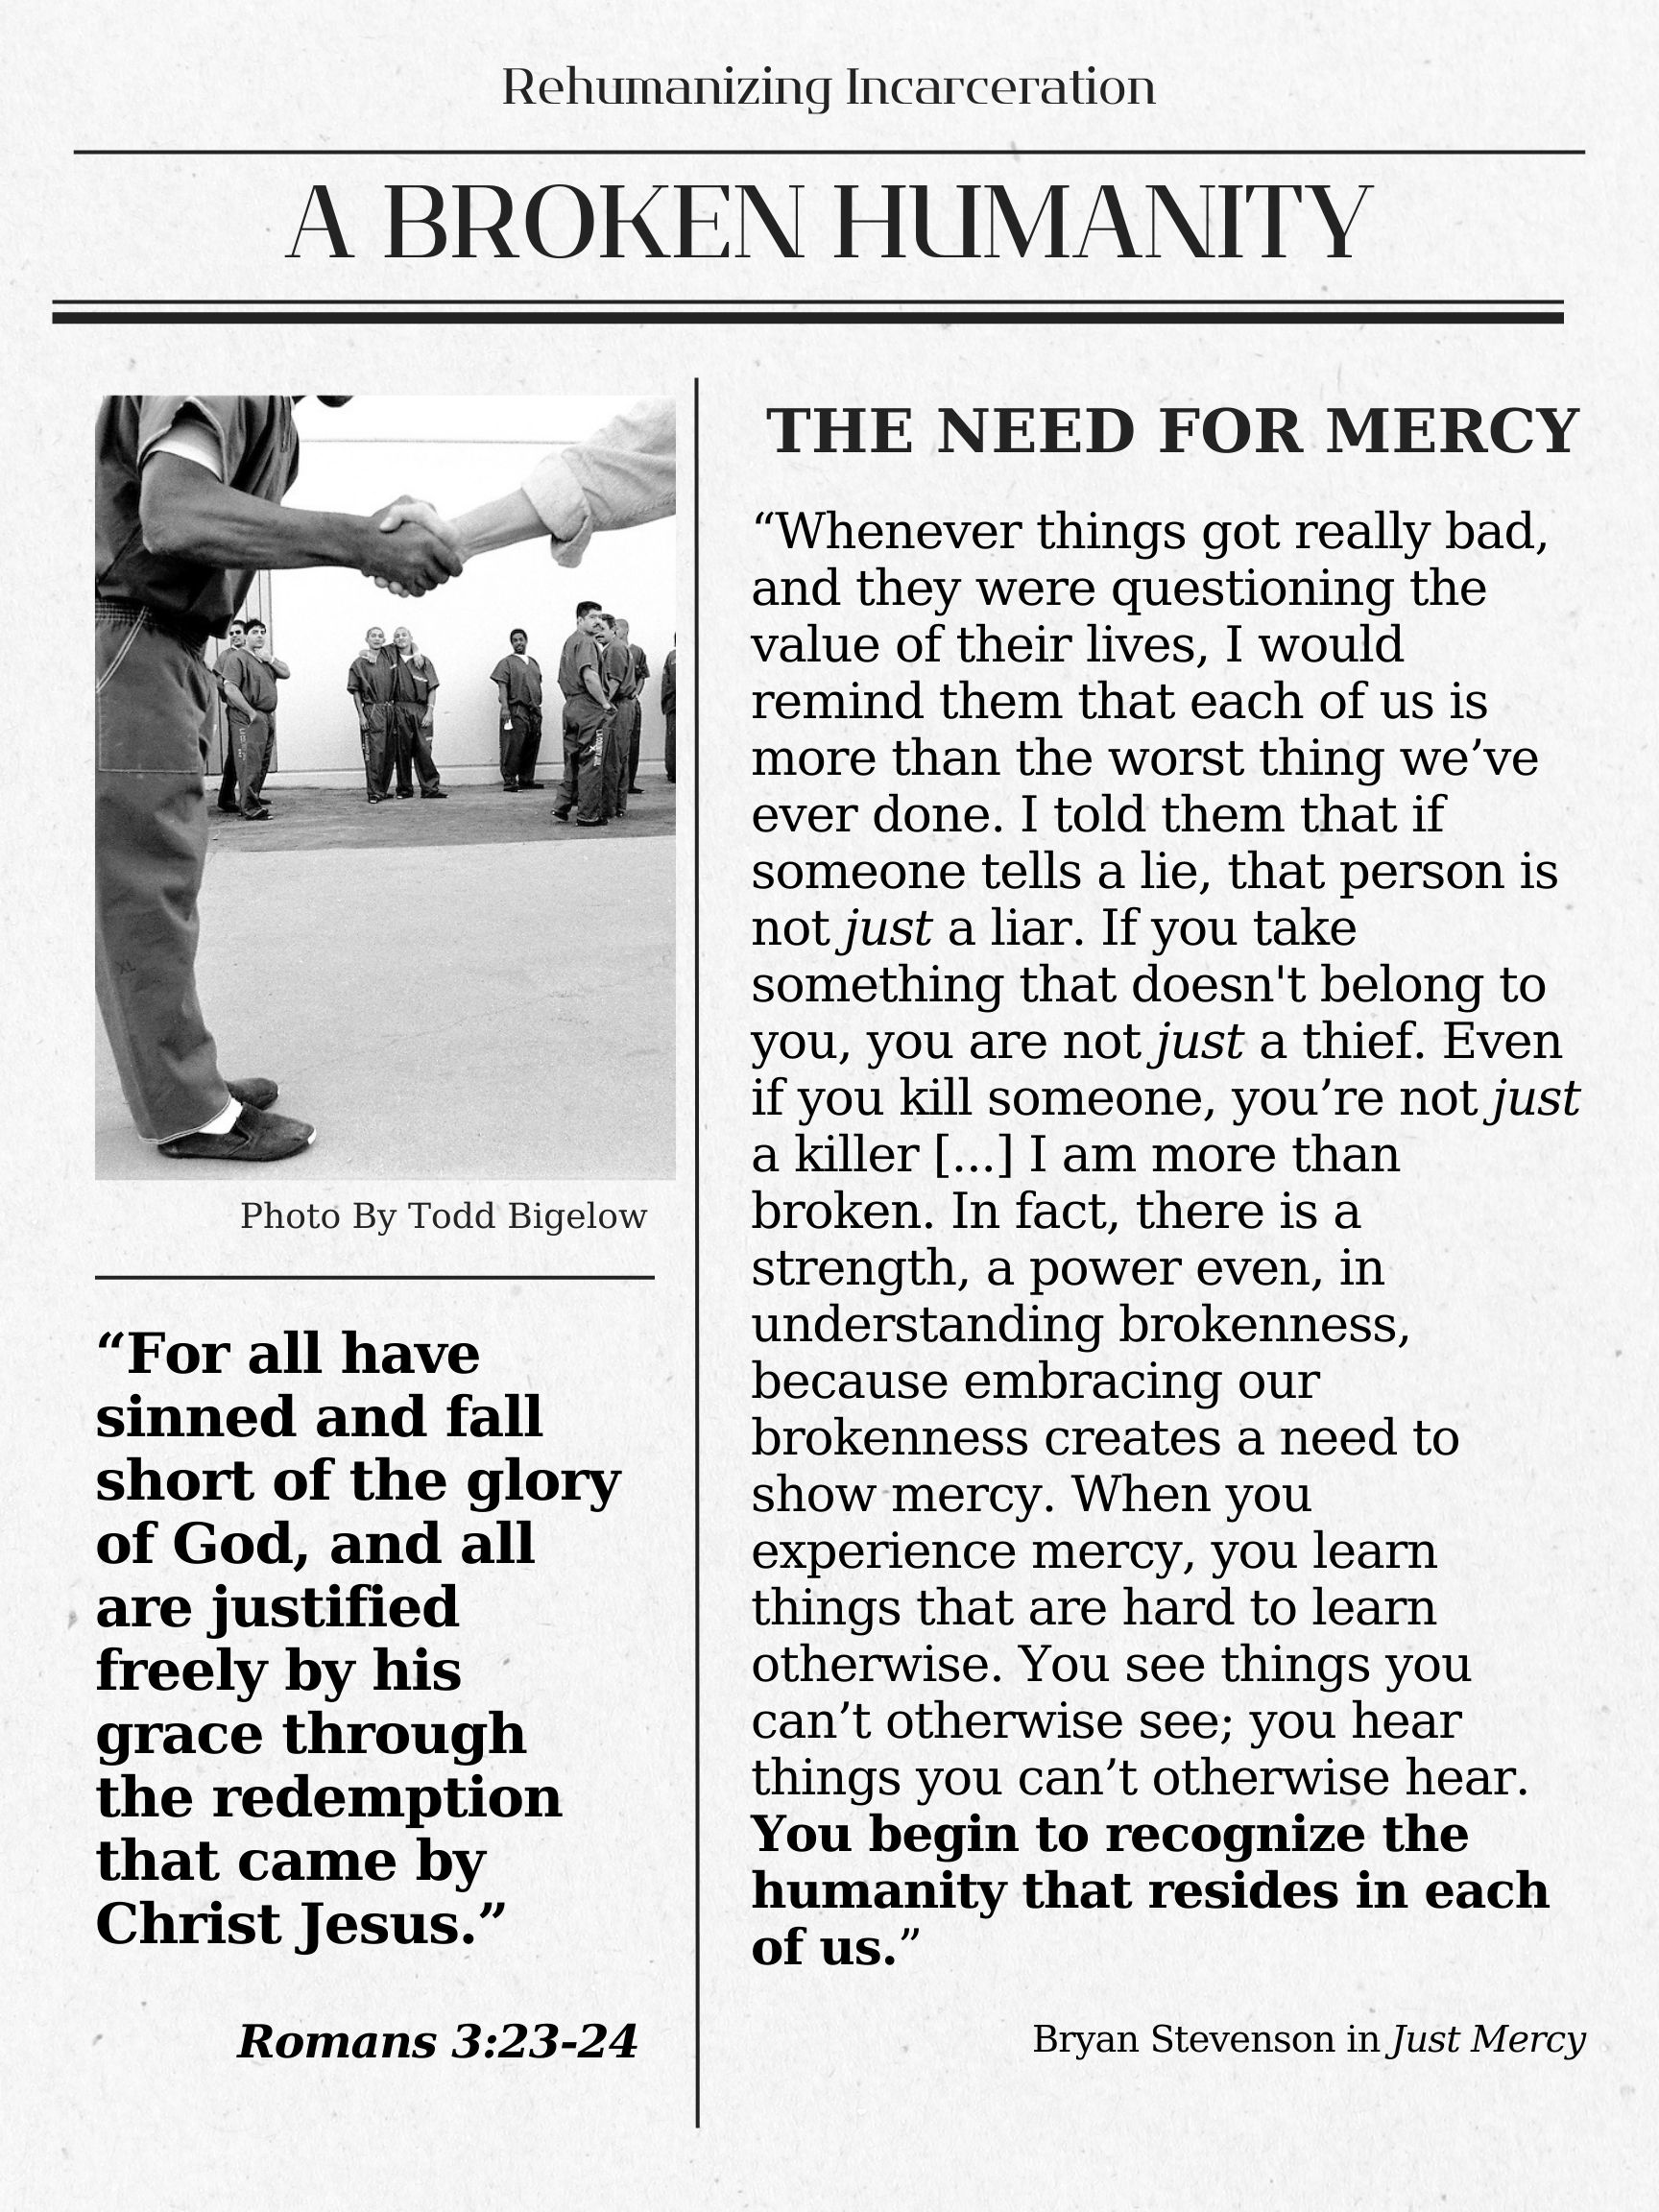 Rehumanizing Incarceration
A BROKEN HUMANITY
Photo By Todd Bigelow
“For all have
sinned and fall
short of the glory
of God, and all
are justified
freely by his
grace through
the redemption
that came by
Christ Jesus.”
Romans 3:23-24
THE NEED FOR MERCY
“Whenever things got really bad,
and they were questioning the
value of their lives, I would
remind them that each of us is
more than the worst thing we’ve
ever done. I told them that if
someone tells a lie, that person is
not just a liar. If you take
something that doesn't belong to
you, you are not just a thief. Even
if you kill someone, you’re not just
a killer [...] I am more than
broken. In fact, there is a
strength, a power even, in
understanding brokenness,
because embracing our
brokenness creates a need to
show mercy. When you
experience mercy, you learn
things that are hard to learn
otherwise. You see things you
can’t otherwise see; you hear
things you can’t otherwise hear.
You begin to recognize the
humanity that resides in each
of us.”
Bryan Stevenson in Just Mercy
XL